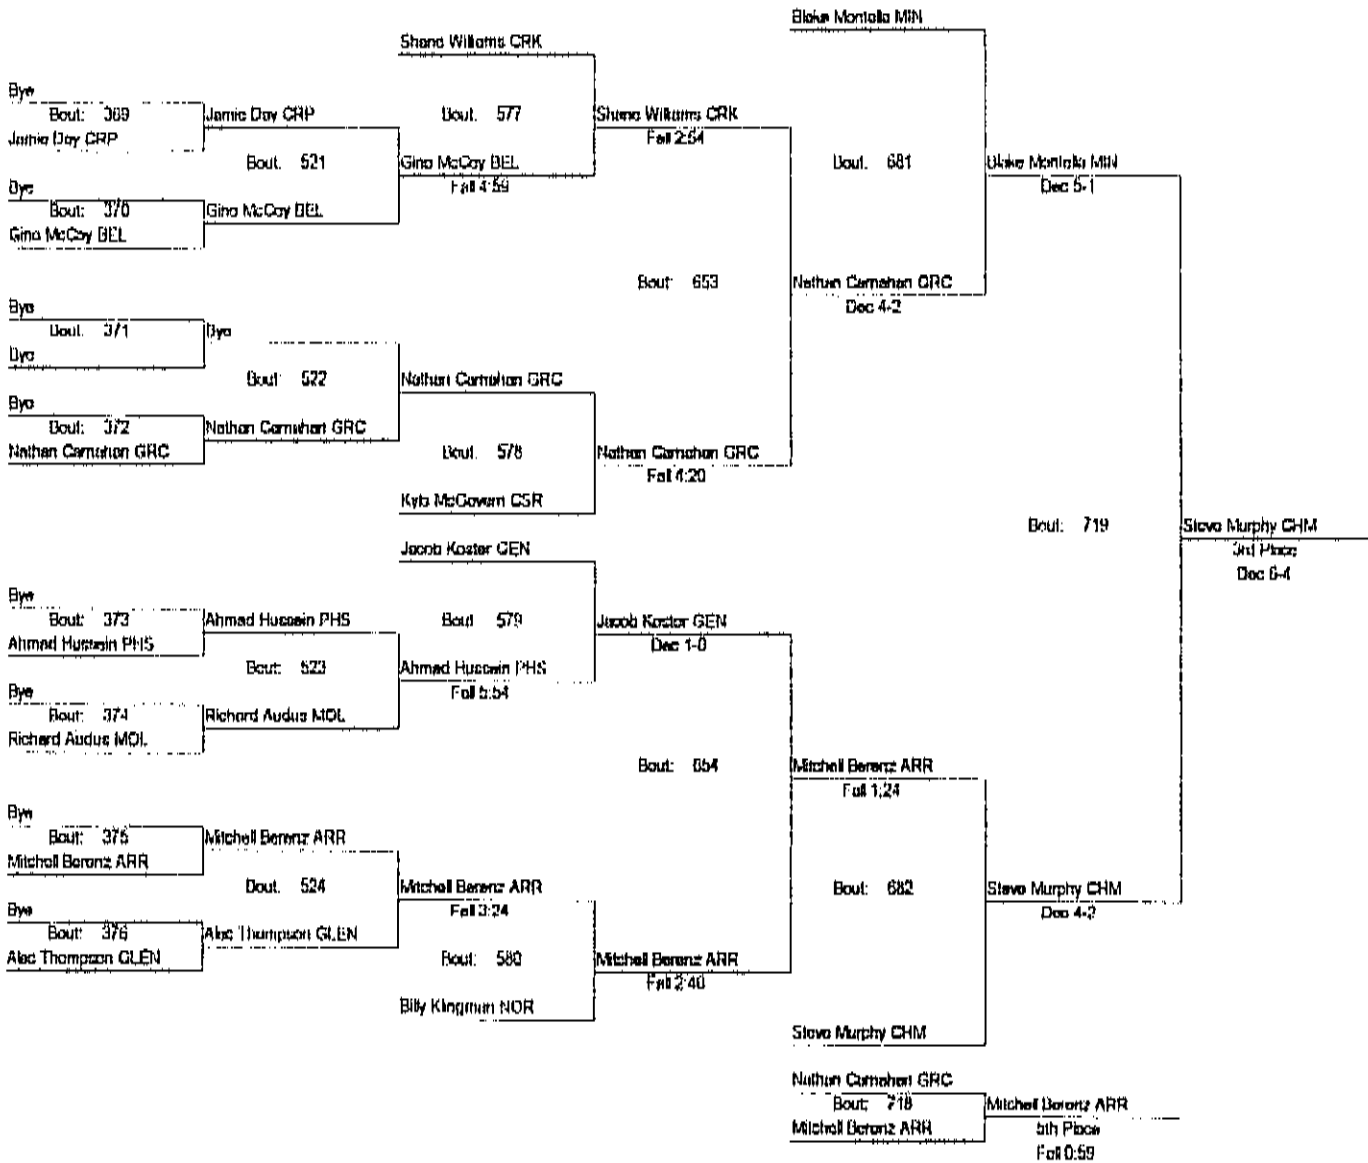 Blake Montella MIN
Shane Williams CRK
Bye
Bout: 369
Jamie Day CRP
Jamie Day CRP
Bout: 577
Shane Williams CRK
Fall 2:54
Bout: 521
Gino McCoy BEL
Fall 4:59
Bout: 681
Blake Montella MIN
Dec 5-1
Bye
Bout: 370
Gino McCoy BEL
Gino McCoy BEL
Bout: 653
Nathan Carnahan GRC
Dec 4-2
Bye
Bout: 371
Bye
Bye
Bout: 522
Nathan Carnahan GRC
Bye
Bout: 372
Nathan Carnahan GRC
Nathan Carnahan GRC
Bout: 578
Nathan Carnahan GRC
Fall 4:20
Kyle McGovern CSR
Bout: 719
Steve Murphy CHM
3rd Place
Dec 6-4
Jacob Koster GEN
Bye
Bout: 373
Ahmad Hussein PHS
Ahmad Hussein PHS
Bout: 579
Jacob Koster GEN
Dec 1-0
Bout: 523
Ahmad Hussein PHS
Fall 5:54
Bye
Bout: 374
Richard Audus MOL
Richard Audus MOL
Bout: 654
Mitchell Berenz ARR
Fall 1:24
Bye
Bout: 375
Mitchell Berenz ARR
Mitchell Berenz ARR
Bout: 524
Mitchell Berenz ARR
Fall 3:24
Bout: 682
Steve Murphy CHM
Dec 4-2
Bye
Bout: 376
Alec Thompson GLEN
Alec Thompson GLEN
Bout: 580
Mitchell Berenz ARR
Fall 2:40
Billy Klingman NOR
Steve Murphy CHM
Nathan Carnahan GRC
Bout: 718
Mitchell Berenz ARR
Mitchell Berenz ARR
5th Place
Fall 0:59